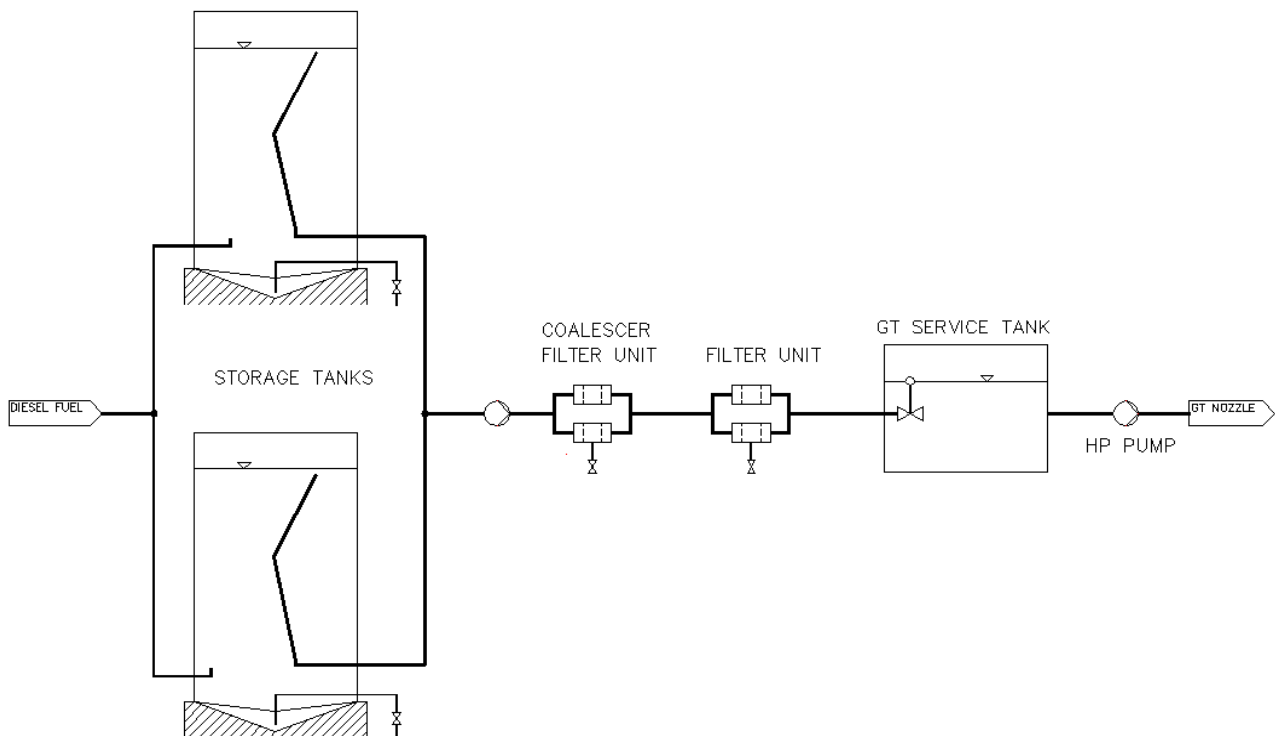 COALESCER
FILTER UNIT
FILTER UNIT
GT SERVICE TANK
STORAGE TANKS
DIESEL FUEL
GT NOZZLE
HP PUMP